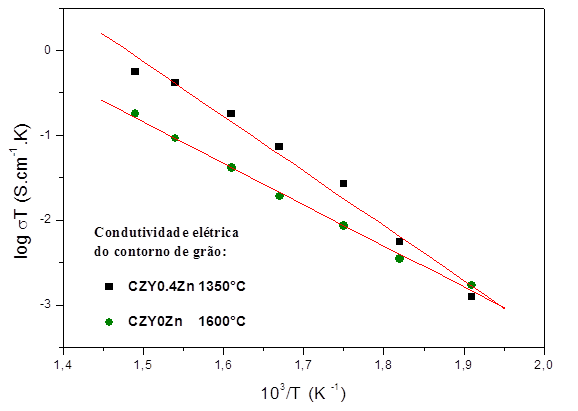 0
-1
-2
-3
log σT (S.cm⁻¹.K)
Condutividade elétrica
do contorno de grão:
CZY0.4Zn 1350°C
CZY0Zn 1600°C
1,4 1,5 1,6 1,7 1,8 1,9 2,0
10³/T (K⁻¹)